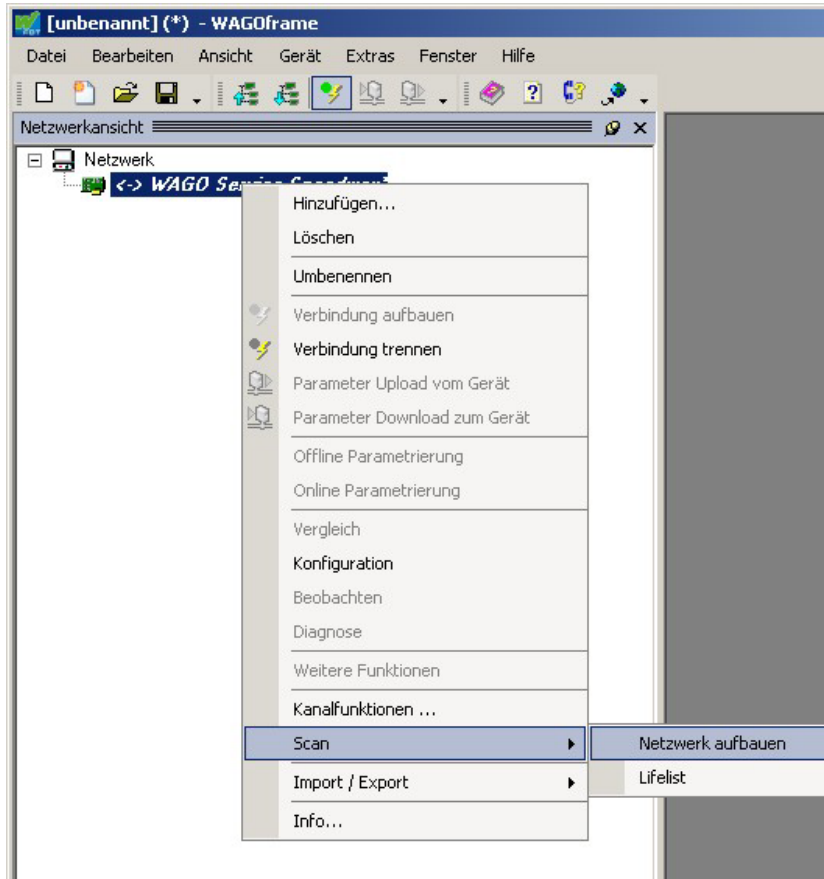 [unbenannt] (*) - WAGOframe
Datei Bearbeiten Ansicht Gerät Extras Fenster Hilfe
Netzwerkansicht
Netzwerk
<-> WAGO
Hinzufügen...
Löschen
Umbenennen
Verbindung aufbauen
Verbindung trennen
Parameter Upload vom Gerät
Parameter Download zum Gerät
Offline Parametrierung
Online Parametrierung
Vergleich
Konfiguration
Beobachten
Diagnose
Weitere Funktionen
Kanalfunktionen ...
Scan
Netzwerk aufbauen
Lifelist
Import / Export
Info...